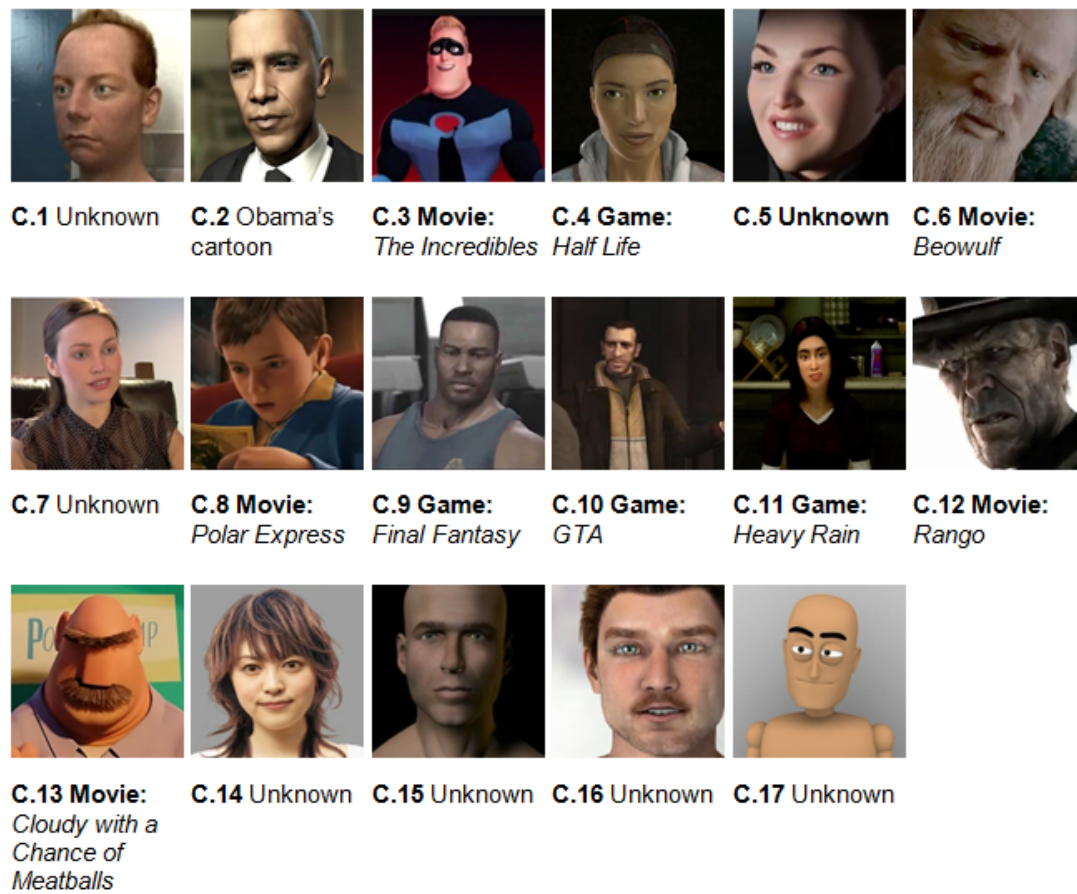 C.1 Unknown
C.2 Obama's
cartoon
C.3 Movie:
The Incredibles
C.4 Game:
Half Life
C.5 Unknown
C.6 Movie:
Beowulf
C.7 Unknown
C.8 Movie:
Polar Express
C.9 Game:
Final Fantasy
C.10 Game:
GTA
C.11 Game:
Heavy Rain
C.12 Movie:
Rango
C.13 Movie:
Cloudy with a
Chance of
Meatballs
C.14 Unknown
C.15 Unknown
C.16 Unknown
C.17 Unknown